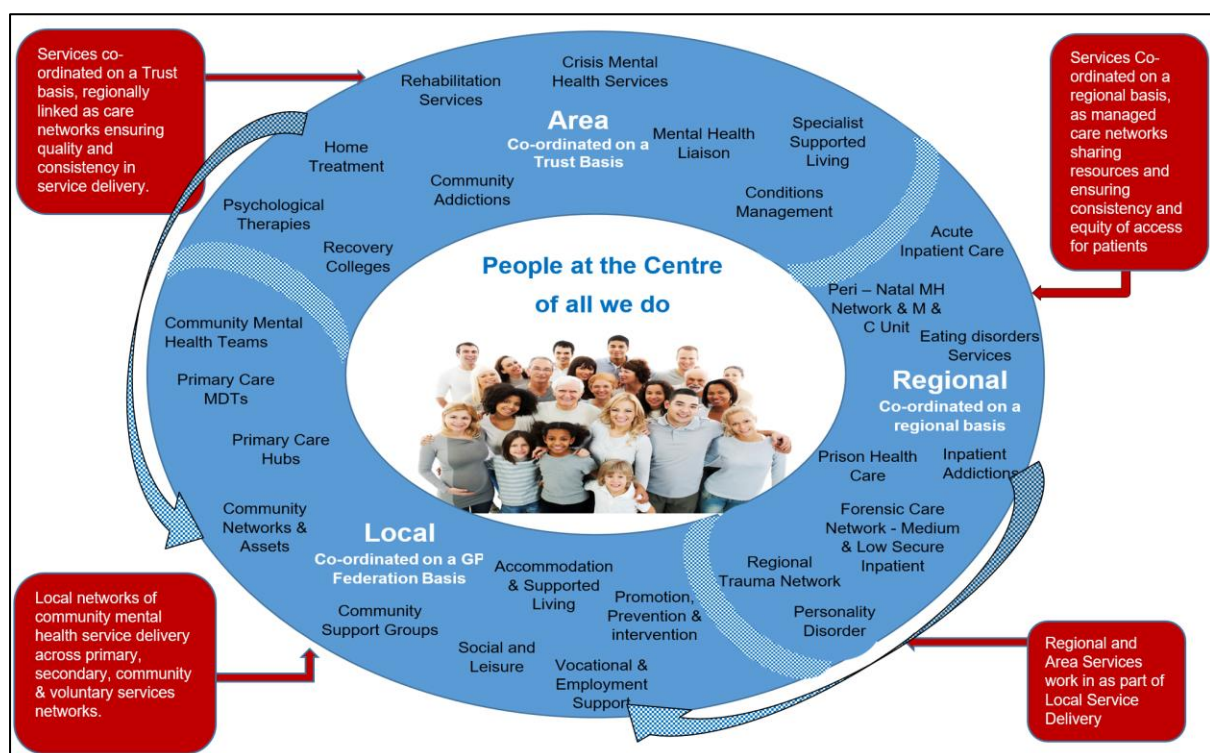 Services co-
ordinated on a Trust
basis, regionally
linked as care
networks ensuring
quality and
consistency in
service delivery.
Rehabilitation
Services
Crisis Mental
Health Services
Area
Co-ordinated on a
Trust Basis
Mental Health
Liaison
Specialist
Supported
Living
Home
Treatment
Community
Addictions
Conditions
Management
Psychological
Therapies
Recovery
Colleges
Services Co-
ordinated on a
regional basis,
as managed
care networks
sharing
resources and
ensuring
consistency and
equity of access
for patients
People at the Centre
of all we do
Acute
Inpatient Care
Peri – Natal MH
Network & M &
C Unit
Eating disorders
Services
Regional
Co-ordinated on a
regional basis
Prison Health
Care
Inpatient
Addictions
Forensic Care
Network - Medium
& Low Secure
Inpatient
Regional
Trauma Network
Personality
Disorder
Community Mental
Health Teams
Primary Care
MDTs
Primary Care
Hubs
Community
Networks &
Assets
Local
Co-ordinated on a GP
Federation Basis
Accommodation
& Supported
Living
Community
Support Groups
Promotion,
Prevention &
intervention
Social and
Leisure
Vocational &
Employment
Support
Local networks of
community mental
health service delivery
across primary,
secondary, community
& voluntary services
networks.
Regional and
Area Services
work in as part of
Local Service
Delivery